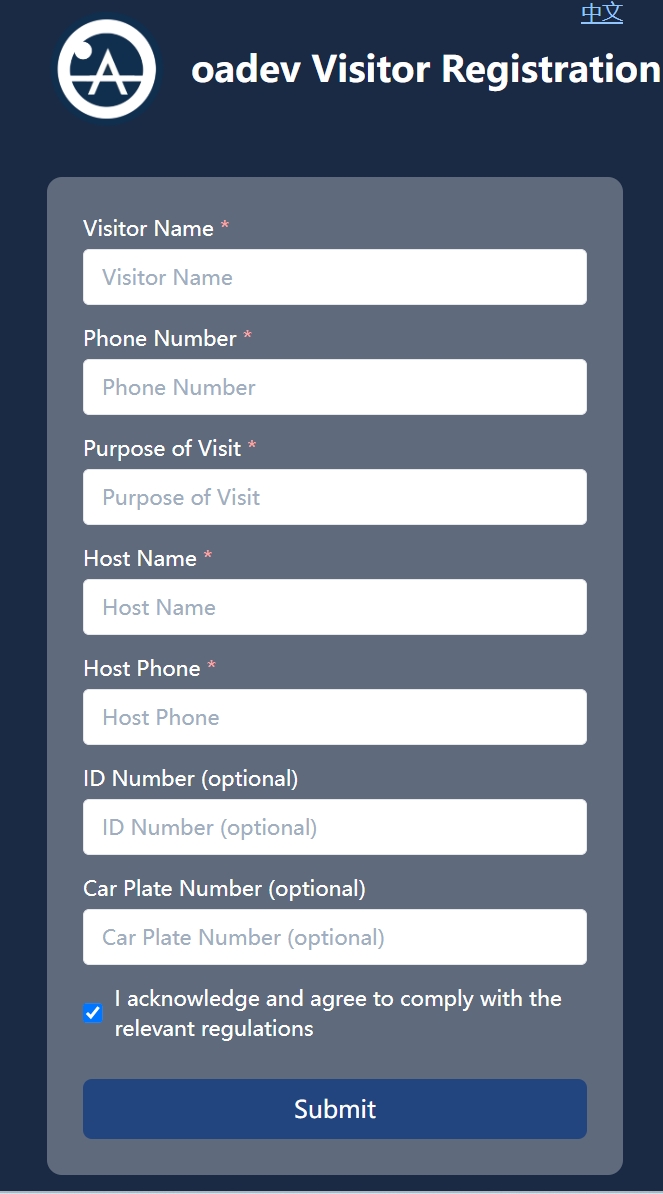 中文
oadev Visitor Registration
Visitor Name *
Visitor Name
Phone Number *
Phone Number
Purpose of Visit *
Purpose of Visit
Host Name *
Host Name
Host Phone *
Host Phone
ID Number (optional)
ID Number (optional)
Car Plate Number (optional)
Car Plate Number (optional)
I acknowledge and agree to comply with the
relevant regulations
Submit